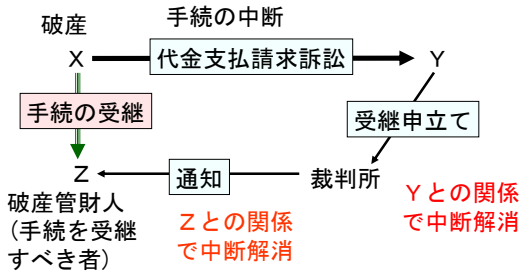 手続の中断
破産
X
代金支払請求訴訟
Y
手続の受継
受継申立て
Z
通知
裁判所
破産管財人
(手続を受継
すべき者)
Zとの関係
で中断解消
Yとの関係
で中断解消